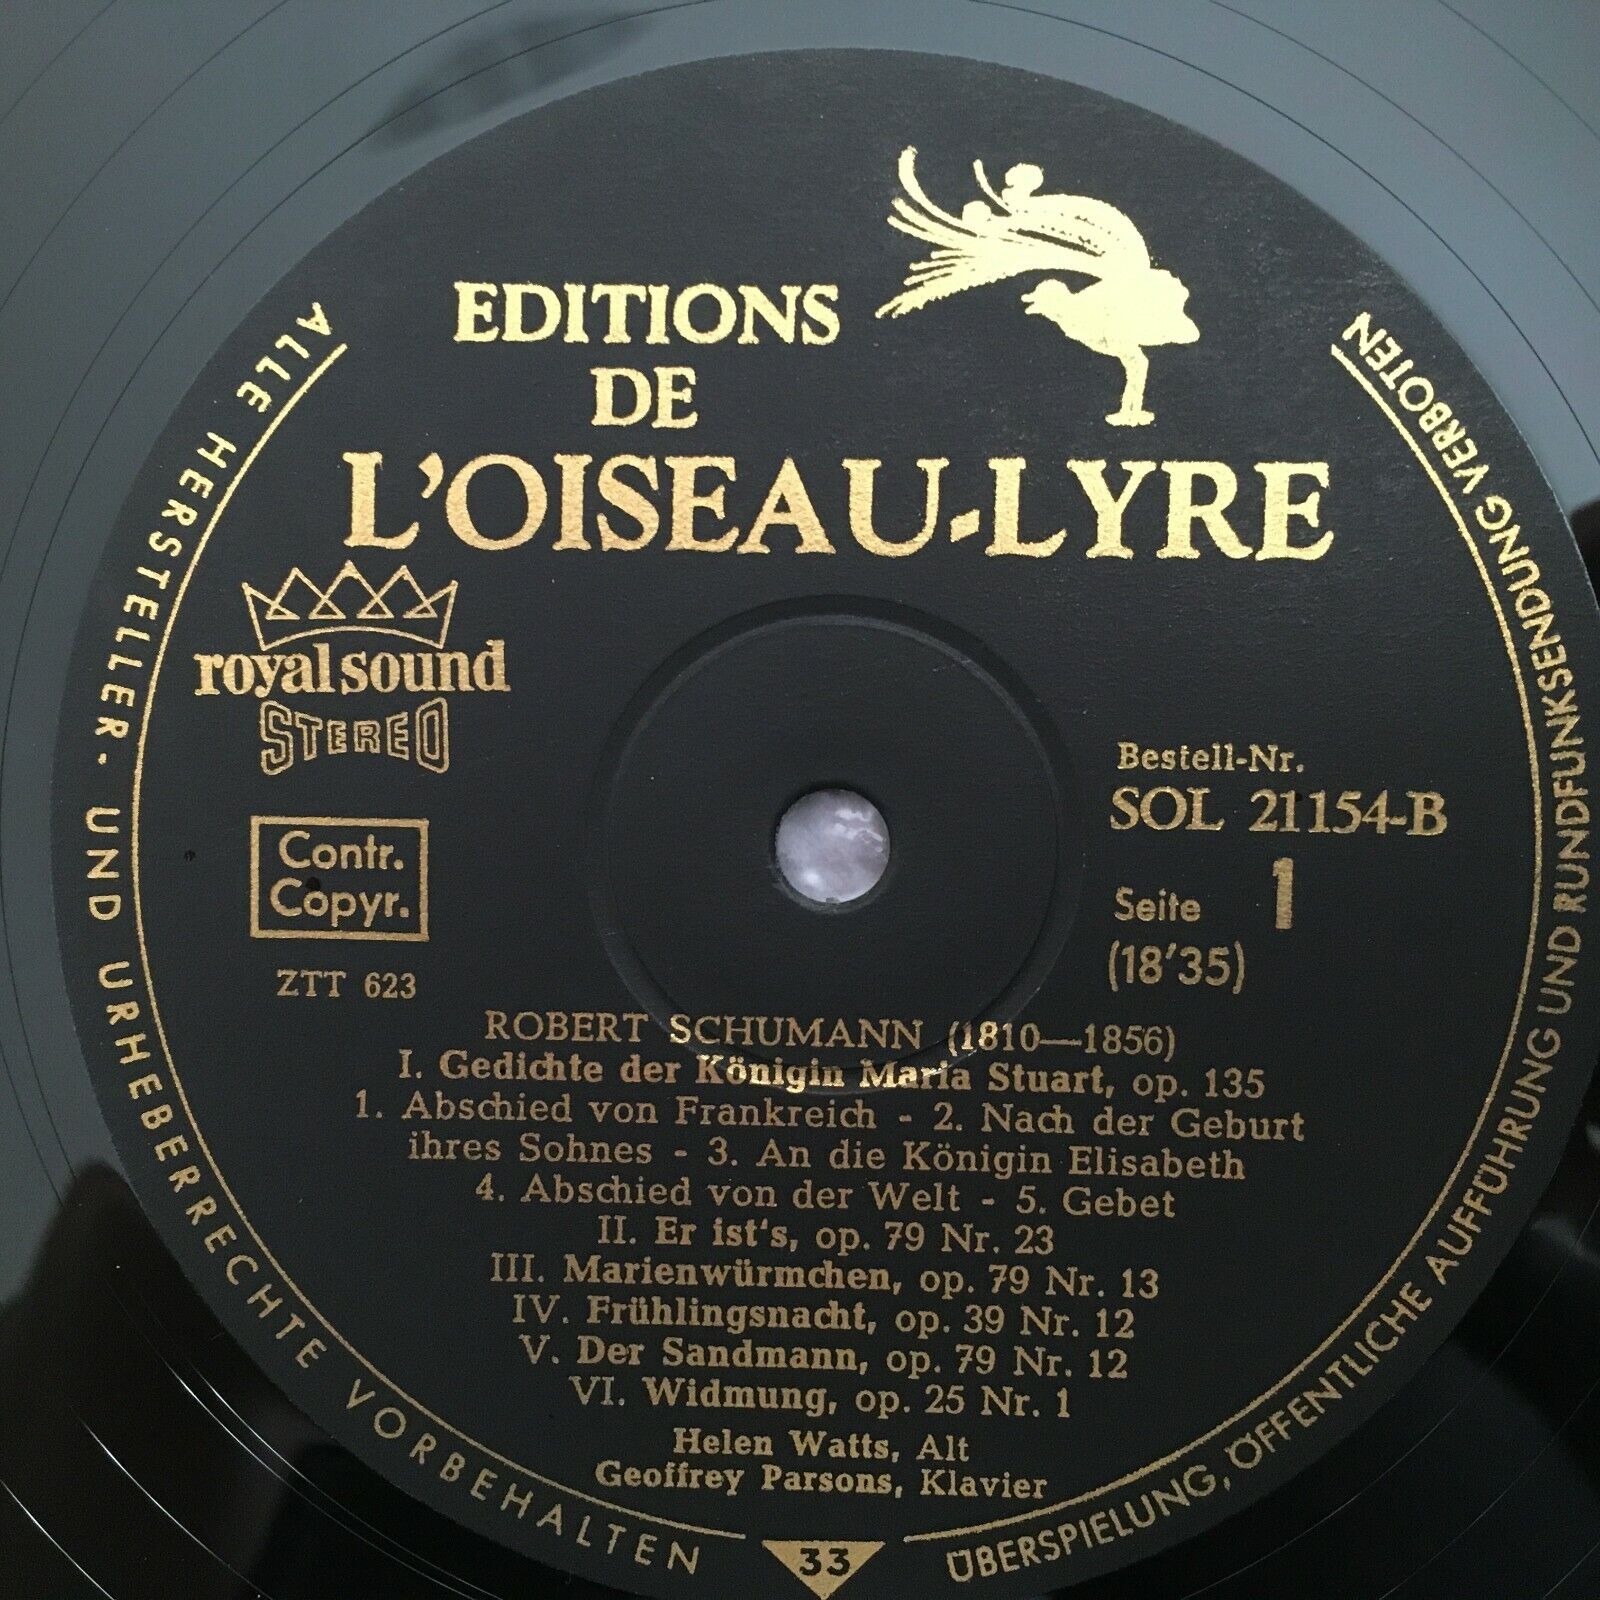 EDITIONS
DE
L'OISEAU-LYRE
royal sound
STEREO
Contr.
Copyr.
ZTT 623
Bestell-Nr.
SOL 21154-B
Seite 1
(18'35)
ROBERT SCHUMANN (1810—1856)
I. Gedichte der Königin Maria Stuart, op. 135
1. Abschied von Frankreich - 2. Nach der Geburt
ihres Sohnes - 3. An die Königin Elisabeth
4. Abschied von der Welt - 5. Gebet
II. Er ist's, op. 79 Nr. 23
III. Marienwürmchen, op. 79 Nr. 13
IV. Frühlingsnacht, op. 39 Nr. 12
V. Der Sandmann, op. 79 Nr. 12
VI. Widmung, op. 25 Nr. 1
Helen Watts, Alt
Geoffrey Parsons, Klavier
ALLE HERSTELLER- UND URHEBERRECHTE VORBEHALTEN
33
ÜBERSPIELUNG, ÖFFENTLICHE AUFFÜHRUNG UND RUNDFUNKSENDUNG VERBOTEN